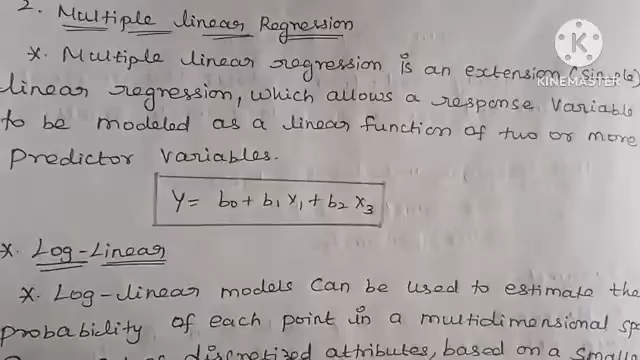 2. Multiple linear Regression
* Multiple linear regression is an extension (simple)
linear regression, which allows a response variable
to be modeled as a linear function of two or more
predictor variables.
Y = b0 + b1 x1 + b2 x3
* Log-Linear
* Log-linear models can be used to estimate the
probability of each point in a multidimensional sp
discretized attributes, based on a small
KINEMASTER